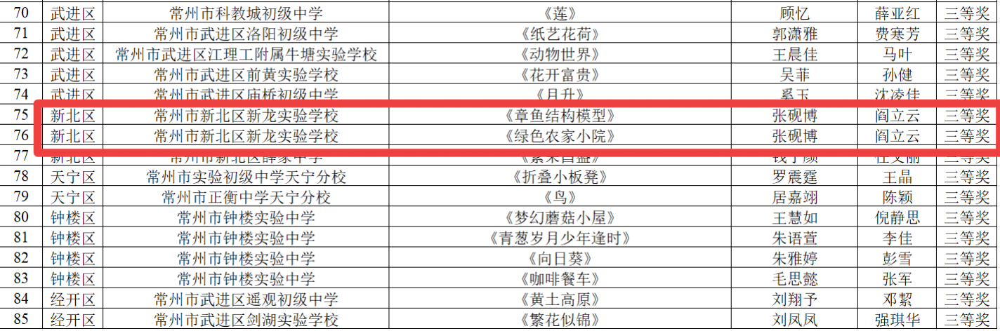 70 武进区 常州市科教城初级中学 《莲》 顾忆 薛亚红 三等奖
71 武进区 常州市武进区洛阳初级中学 《纸艺花荷》 郭潇雅 费寒芳 三等奖
72 武进区 常州市武进区江理工附属牛塘实验学校 《动物世界》 王晨佳 马叶 三等奖
73 武进区 常州市武进区前黄实验学校 《花开富贵》 吴菲 孙健 三等奖
74 武进区 常州市武进区庙桥初级中学 《月升》 奚玉 沈凌佳 三等奖
75 新北区 常州市新北区新龙实验学校 《章鱼结构模型》 张砚博 阎立云 三等奖
76 新北区 常州市新北区新龙实验学校 《绿色农家小院》 张砚博 阎立云 三等奖
77 新北区 常州市新北区薛家中学 三等奖
78 天宁区 常州市实验初级中学天宁分校 《折叠小板凳》 罗震霆 王晶 三等奖
79 天宁区 常州市正衡中学天宁分校 《鸟》 居嘉翊 陈颖 三等奖
80 钟楼区 常州市钟楼实验中学 《梦幻蘑菇小屋》 王慧如 倪静思 三等奖
81 钟楼区 常州市钟楼实验中学 《青葱岁月少年逢时》 朱语萱 李佳 三等奖
82 钟楼区 常州市钟楼实验中学 《向日葵》 朱雅婷 彭雪 三等奖
83 钟楼区 常州市钟楼实验中学 《咖啡餐车》 毛思懿 张军 三等奖
84 经开区 常州市武进区遥观初级中学 《黄土高原》 刘翔予 邓絜 三等奖
85 经开区 常州市武进区剑湖实验学校 《繁花似锦》 刘凤凤 强琪华 三等奖